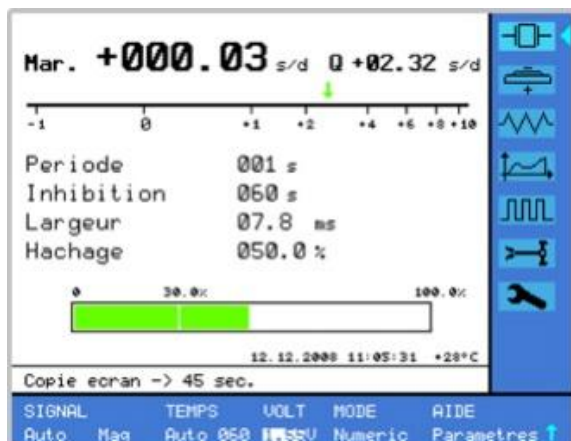 Mar. +000.03 s/d Q +02.32 s/d
-1 0 +1 +2 +4 +6 +8 +10
Periode 001 s
Inhibition 060 s
Largeur 07.8 ms
Hachage 050.0 %
0 30.0% 100.0%
12.12.2008 11:05:31 +28°C
Copie ecran -> 45 sec.
SIGNAL TEMPS VOLT MODE AIDE
Auto Mag Auto 060 1.55V Numeric Parametres